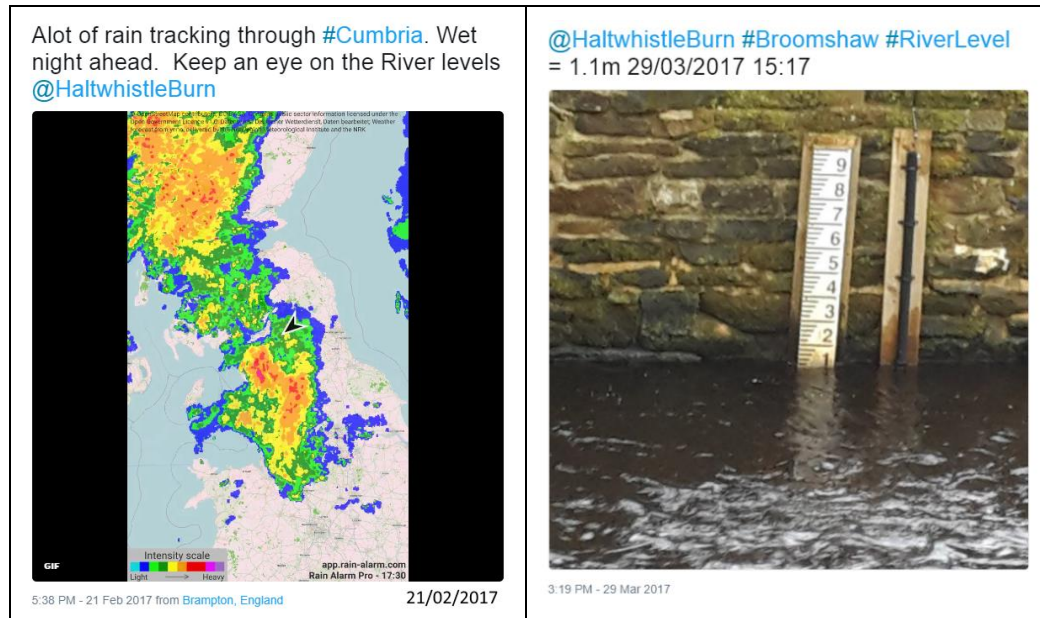 Alot of rain tracking through #Cumbria. Wet
night ahead.  Keep an eye on the River levels
@HaltwhistleBurn
Intensity scale
Light
Heavy
app.rain-alarm.com
Rain Alarm Pro - 17:30
GIF
5:38 PM - 21 Feb 2017 from Brampton, England
21/02/2017
@HaltwhistleBurn #Broomshaw #RiverLevel
= 1.1m 29/03/2017 15:17
9
8
7
6
5
4
3
2
1
3:19 PM - 29 Mar 2017